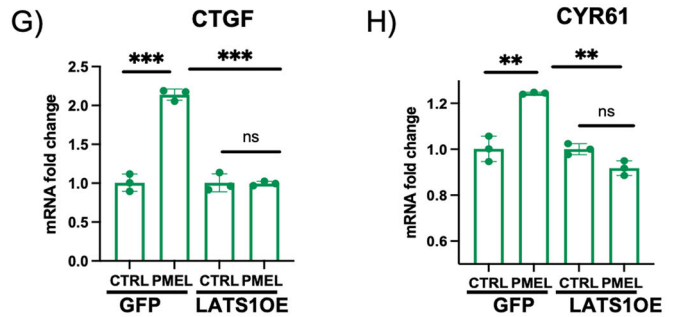 G)
CTGF
mRNA fold change
2.5
2.0
1.5
1.0
0.5
0.0
***
***
ns
CTRL PMEL CTRL PMEL
GFP LATS1OE
H)
CYR61
mRNA fold change
1.2
1.0
0.8
0.6
**
**
ns
CTRL PMEL CTRL PMEL
GFP LATS1OE